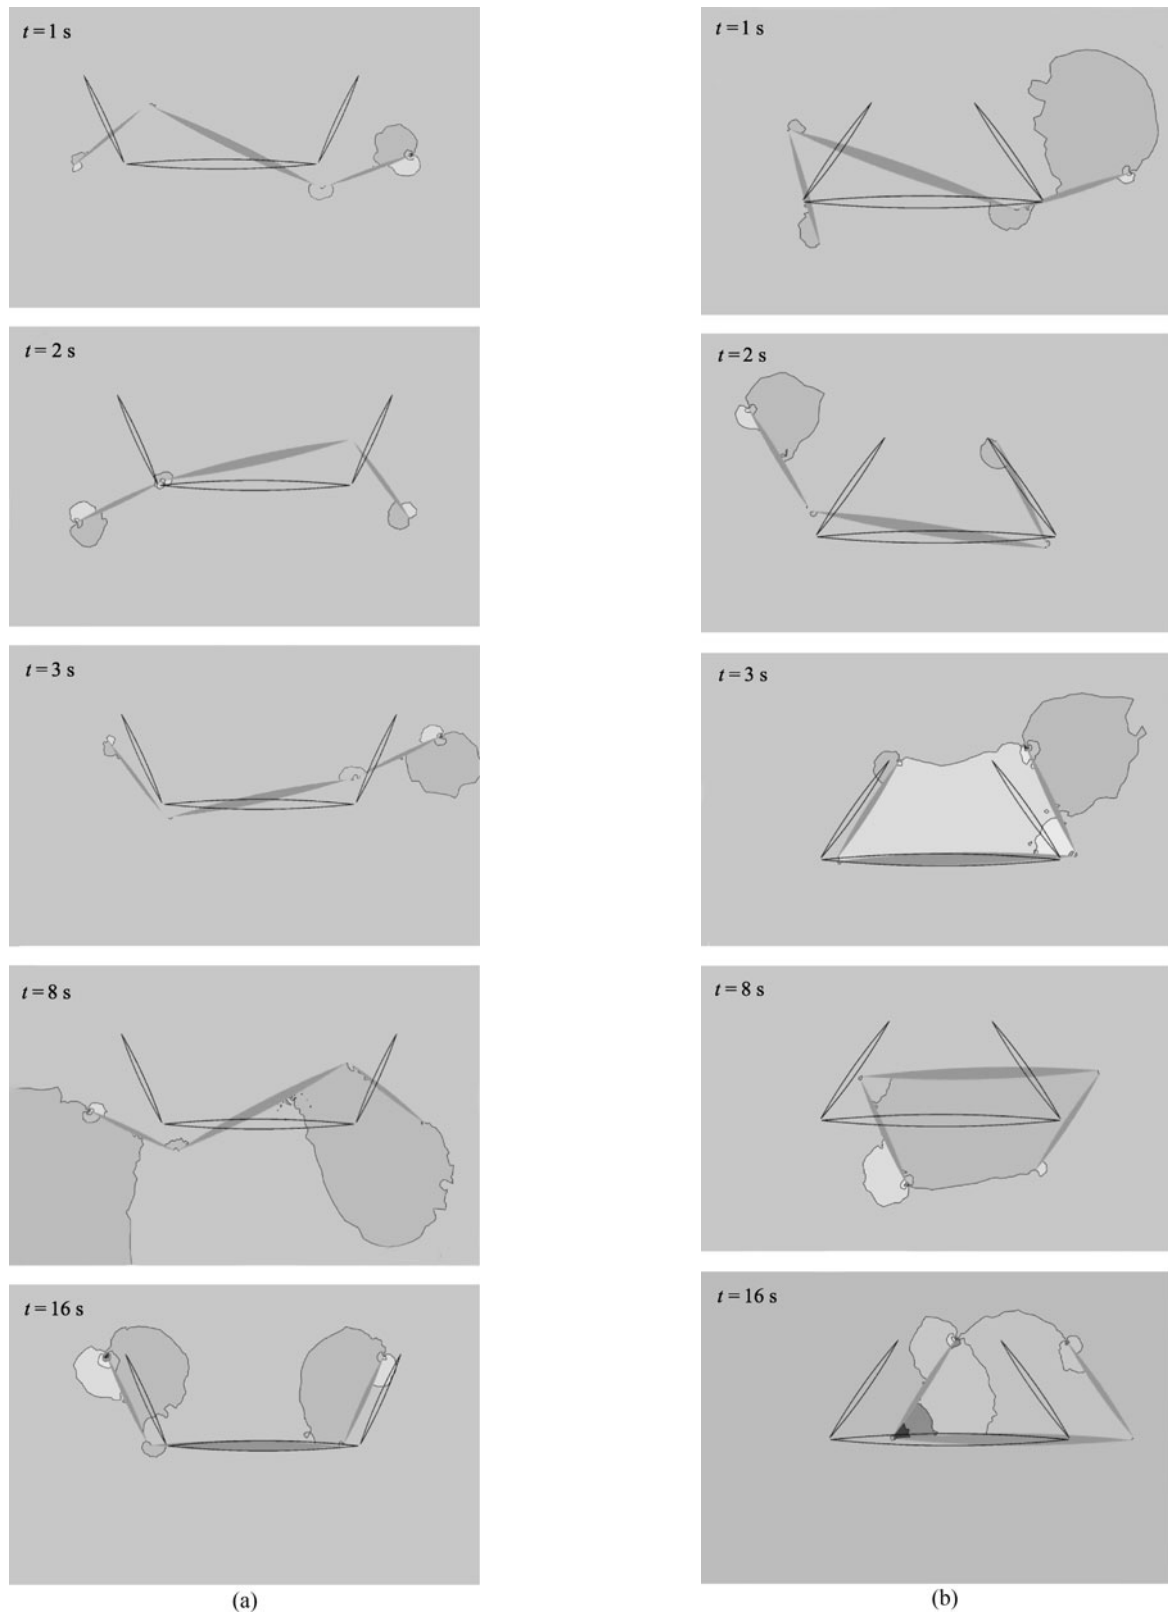 t = 1 s
t = 2 s
t = 3 s
t = 8 s
t = 16 s
(a)
t = 1 s
t = 2 s
t = 3 s
t = 8 s
t = 16 s
(b)